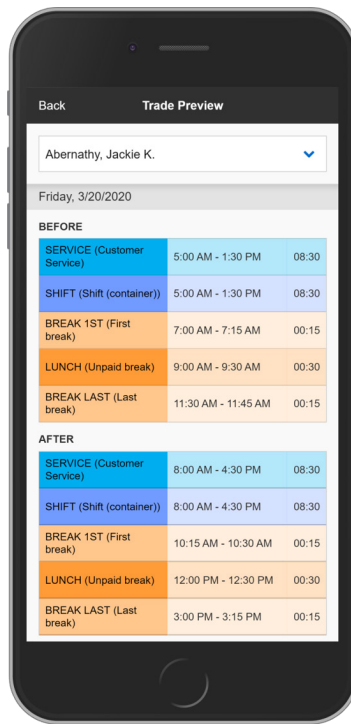 Back Trade Preview
Abernathy, Jackie K.
Friday, 3/20/2020
BEFORE
SERVICE (Customer
Service) 5:00 AM - 1:30 PM 08:30
SHIFT (Shift (container)) 5:00 AM - 1:30 PM 08:30
BREAK 1ST (First
break) 7:00 AM - 7:15 AM 00:15
LUNCH (Unpaid break) 9:00 AM - 9:30 AM 00:30
BREAK LAST (Last
break) 11:30 AM - 11:45 AM 00:15
AFTER
SERVICE (Customer
Service) 8:00 AM - 4:30 PM 08:30
SHIFT (Shift (container)) 8:00 AM - 4:30 PM 08:30
BREAK 1ST (First
break) 10:15 AM - 10:30 AM 00:15
LUNCH (Unpaid break) 12:00 PM - 12:30 PM 00:30
BREAK LAST (Last
break) 3:00 PM - 3:15 PM 00:15